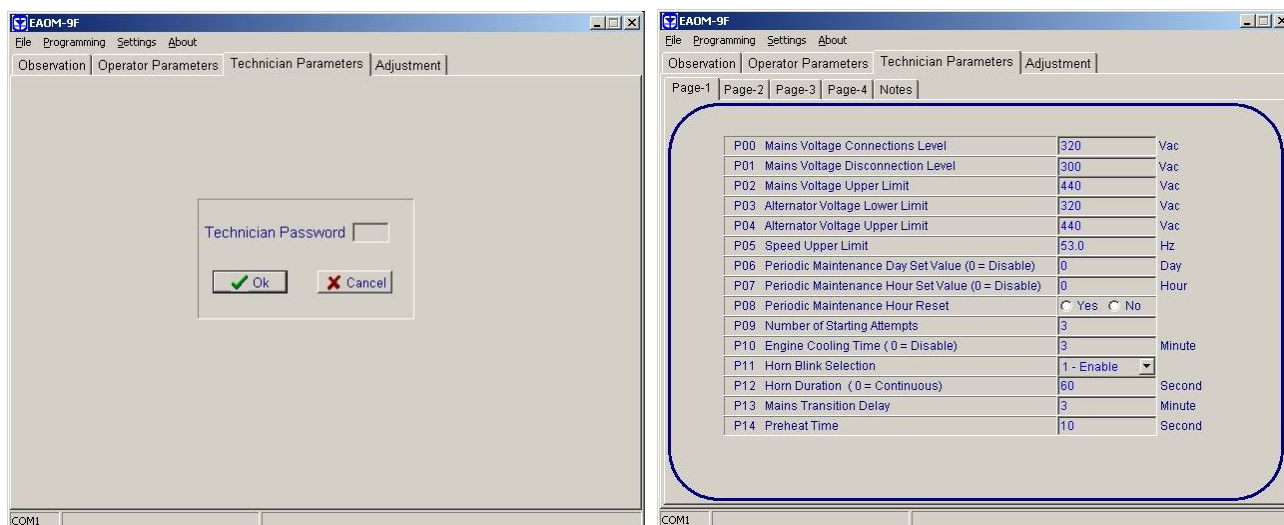 EAOM-9F
File Programming Settings About
Observation Operator Parameters Technician Parameters Adjustment
Technician Password
Ok Cancel
COM1
EAOM-9F
File Programming Settings About
Observation Operator Parameters Technician Parameters Adjustment
Page-1 Page-2 Page-3 Page-4 Notes
P00 Mains Voltage Connections Level 320 Vac
P01 Mains Voltage Disconnection Level 300 Vac
P02 Mains Voltage Upper Limit 440 Vac
P03 Alternator Voltage Lower Limit 320 Vac
P04 Alternator Voltage Upper Limit 440 Vac
P05 Speed Upper Limit 53.0 Hz
P06 Periodic Maintenance Day Set Value (0 = Disable) 0 Day
P07 Periodic Maintenance Hour Set Value (0 = Disable) 0 Hour
P08 Periodic Maintenance Hour Reset Yes No
P09 Number of Starting Attempts 3
P10 Engine Cooling Time ( 0 = Disable) 3 Minute
P11 Horn Blink Selection 1 - Enable
P12 Horn Duration ( 0 = Continuous) 60 Second
P13 Mains Transition Delay 3 Minute
P14 Preheat Time 10 Second
COM1